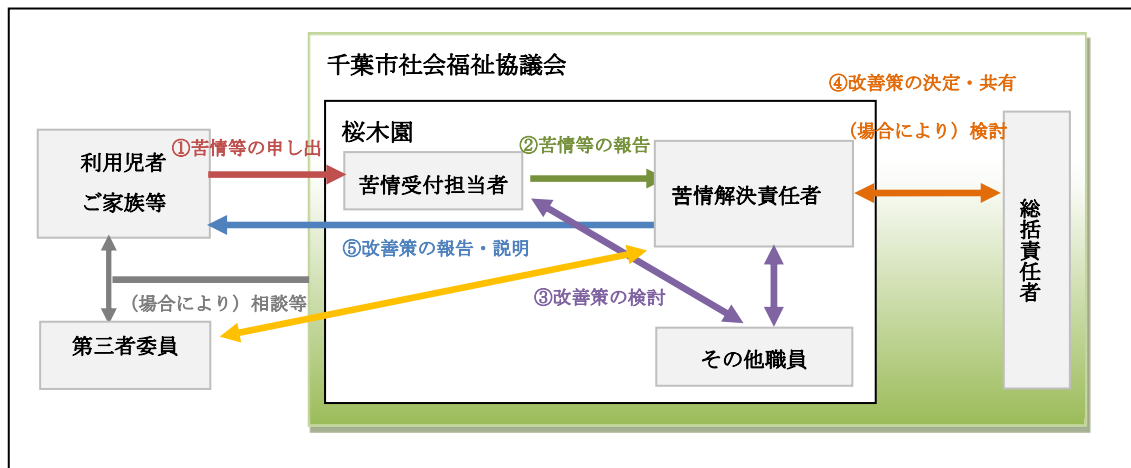 千葉市社会福祉協議会
④改善策の決定・共有
(場合により)検討
桜木園
①苦情等の申し出
②苦情等の報告
利用児者
ご家族等
苦情受付担当者
苦情解決責任者
総括責任者
⑤改善策の報告・説明
③改善策の検討
(場合により)相談等
第三者委員
その他職員